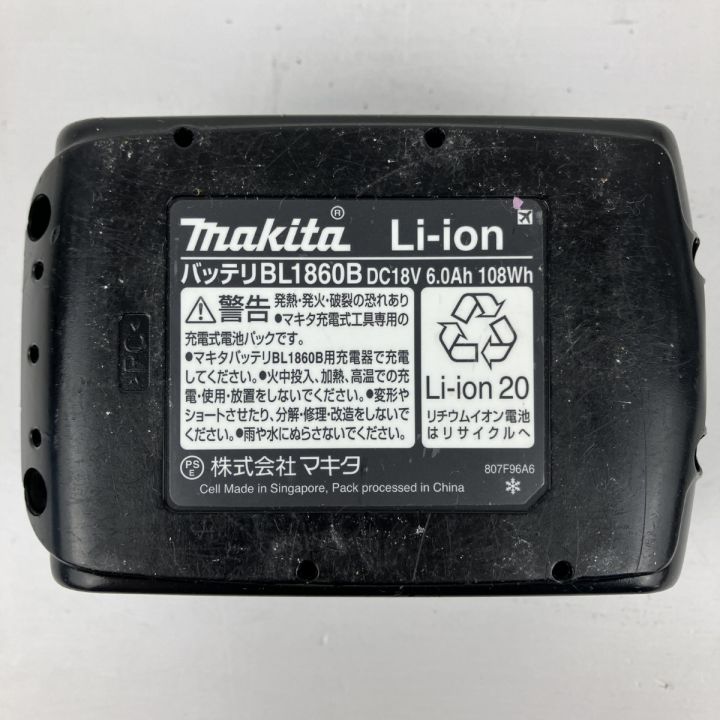 makita® Li-ion
バッテリBL1860B DC18V 6.0Ah 108Wh
警告 発熱・発火・破裂の恐れあり
●マキタ充電式工具専用の
充電式電池パックです。
●マキタバッテリBL1860B用充電器で充電
してください。●火中投入、加熱、高温での充
電・使用・放置をしないでください。●変形や
ショートさせたり、分解・修理・改造をしないで
ください。●雨や水にぬらさないでください。
Li-ion 20
リチウムイオン電池
はリサイクルへ
PSE 株式会社 マキタ
807F96A6
Cell Made in Singapore, Pack processed in China
>PC<